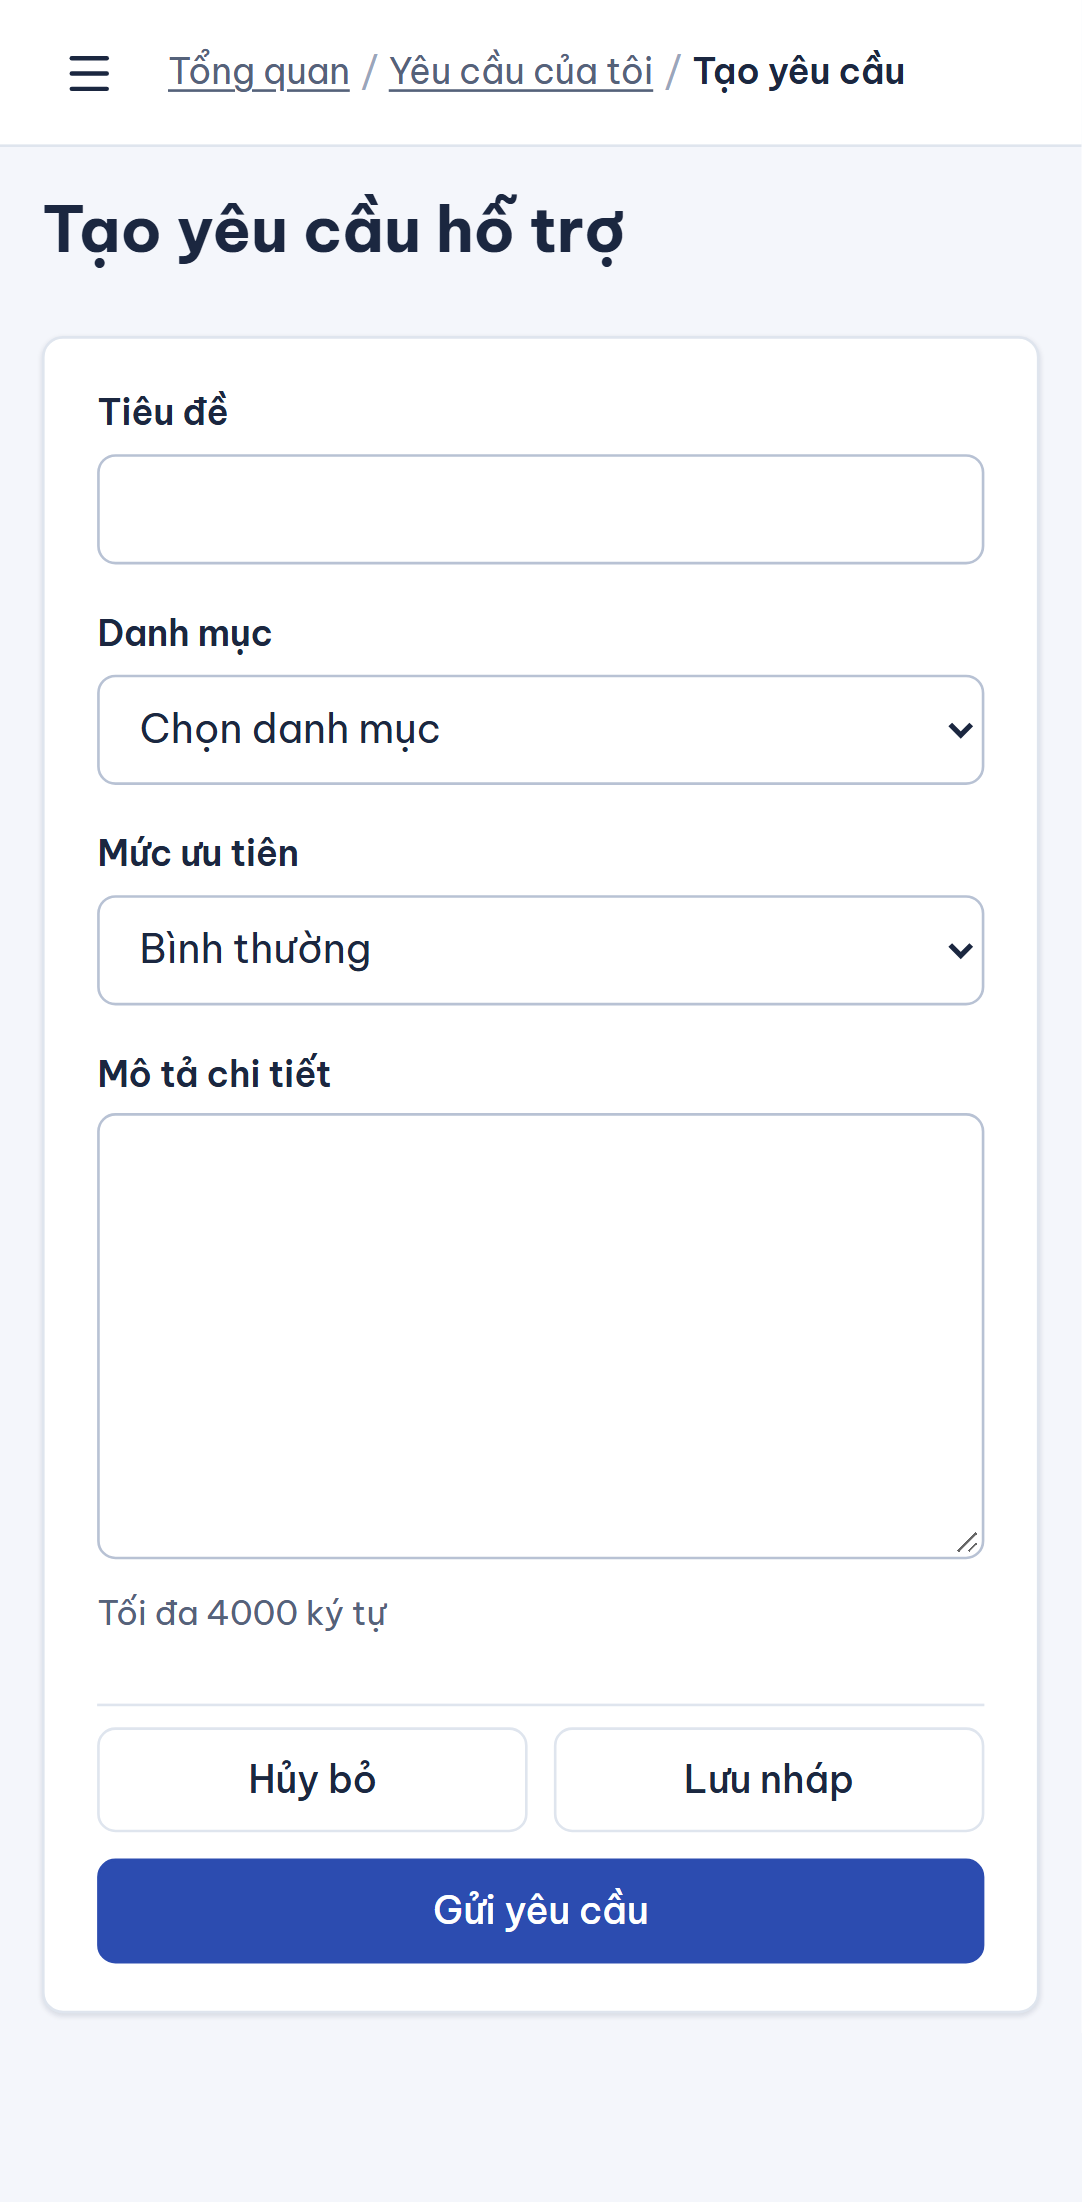 Tổng quan / Yêu cầu của tôi / Tạo yêu cầu
Tạo yêu cầu hỗ trợ
Tiêu đề
Danh mục
Chọn danh mục
Mức ưu tiên
Bình thường
Mô tả chi tiết
Tối đa 4000 ký tự
Hủy bỏ
Lưu nháp
Gửi yêu cầu